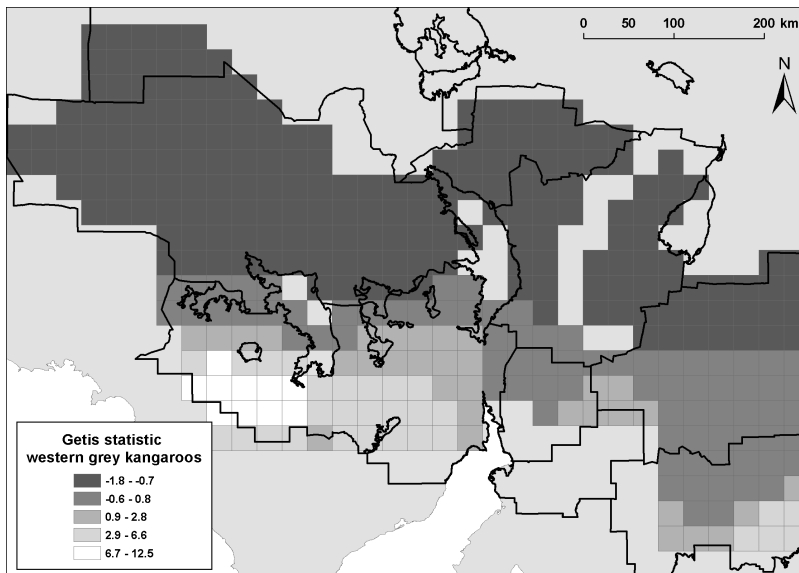 0 50 100 200 km
N
Getis statistic
western grey kangaroos
-1.8 - -0.7
-0.6 - 0.8
0.9 - 2.8
2.9 - 6.6
6.7 - 12.5